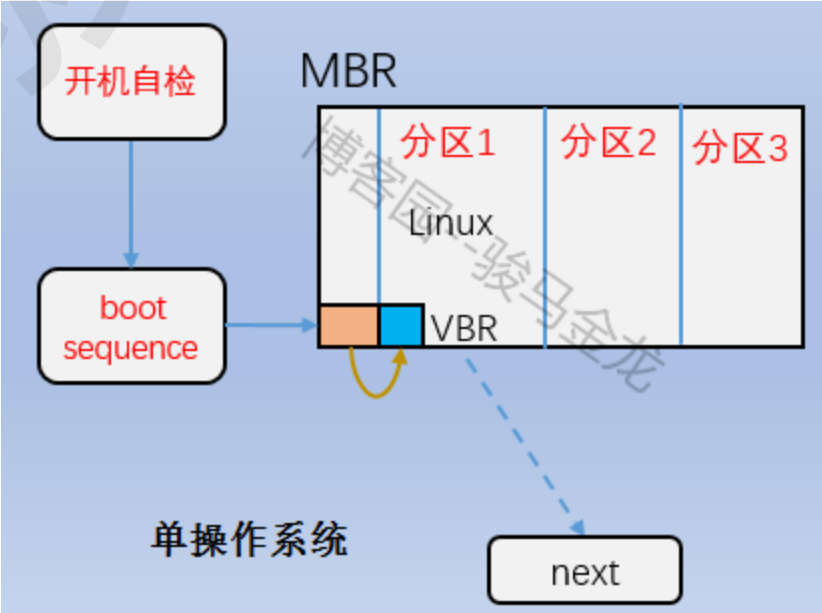 开机自检
MBR
分区1
分区2
分区3
Linux
boot
sequence
VBR
博客园--骏马金龙
单操作系统
next